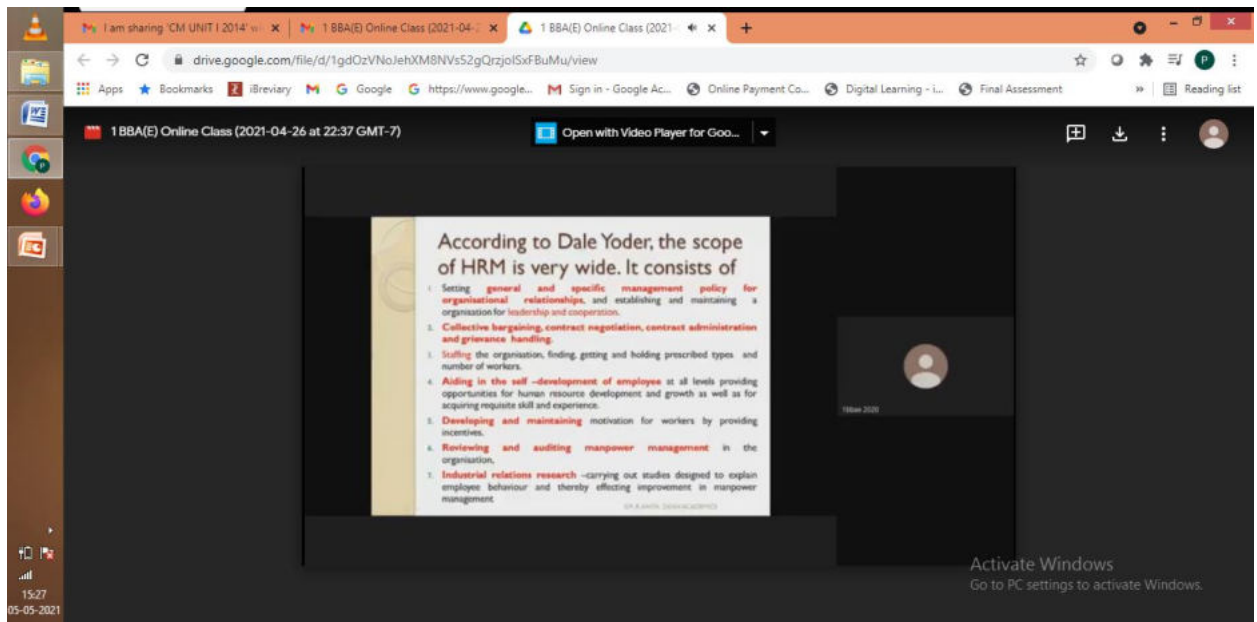 I am sharing 'CM UNIT I 2014' wi
1 BBA(E) Online Class (2021-04-2
1 BBA(E) Online Class (2021-
drive.google.com/file/d/1gdOzVNoJehXM8NVs52gQrzjolSxFBuMu/view
Apps Bookmarks iBreviary Google https://www.google... Sign in - Google Ac... Online Payment Co... Digital Learning - i... Final Assessment » Reading list
1 BBA(E) Online Class (2021-04-26 at 22:37 GMT-7)
Open with Video Player for Goo...
According to Dale Yoder, the scope
of HRM is very wide. It consists of
1. Setting general and specific management policy for
organisational relationships, and establishing and maintaining a
organisation for leadership and cooperation.
2. Collective bargaining, contract negotiation, contract administration
and grievance handling.
3. Staffing the organisation, finding, getting and holding prescribed types and
number of workers.
4. Aiding in the self –development of employee at all levels providing
opportunities for human resource development and growth as well as for
acquiring requisite skill and experience.
5. Developing and maintaining motivation for workers by providing
incentives.
6. Reviewing and auditing manpower management in the
organisation,
7. Industrial relations research –carrying out studies designed to explain
employee behaviour and thereby effecting improvement in manpower
management
2020
Activate Windows
Go to PC settings to activate Windows.
15:27
05-05-2021